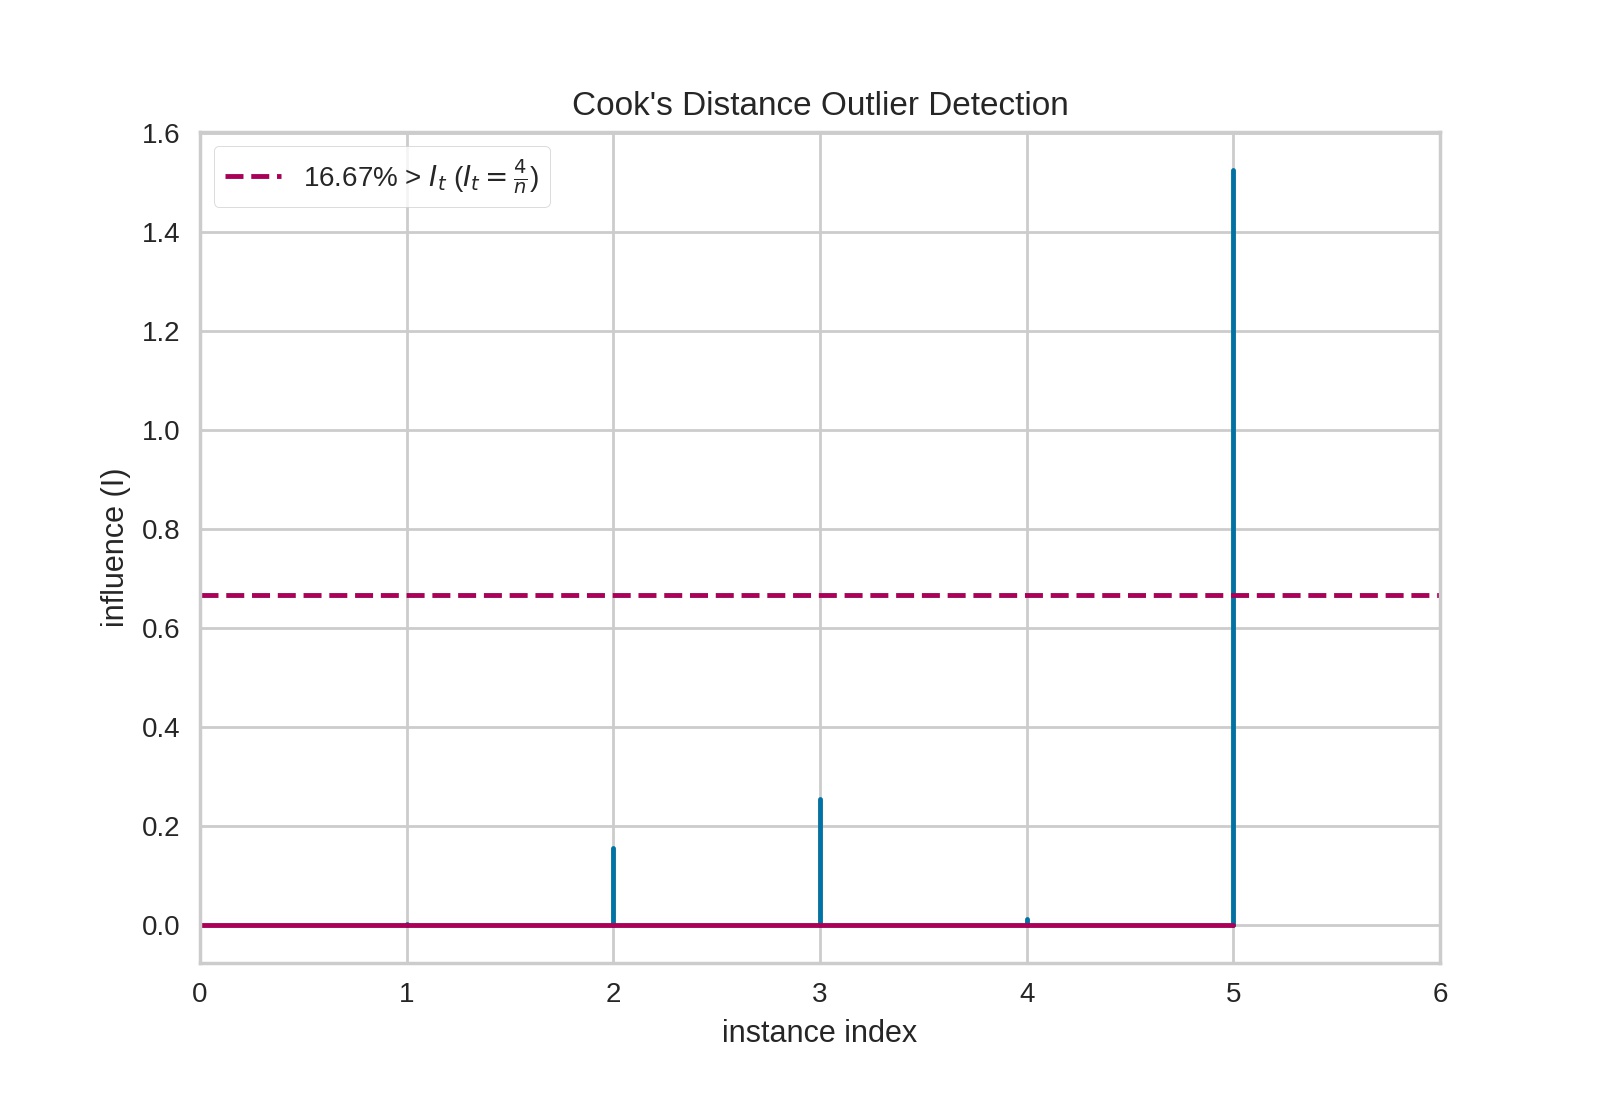 Cook's Distance Outlier Detection
16.67% > I_t (I_t = 4/n)
1.6
1.4
1.2
1.0
0.8
0.6
0.4
0.2
0.0
influence (I)
0 1 2 3 4 5 6
instance index